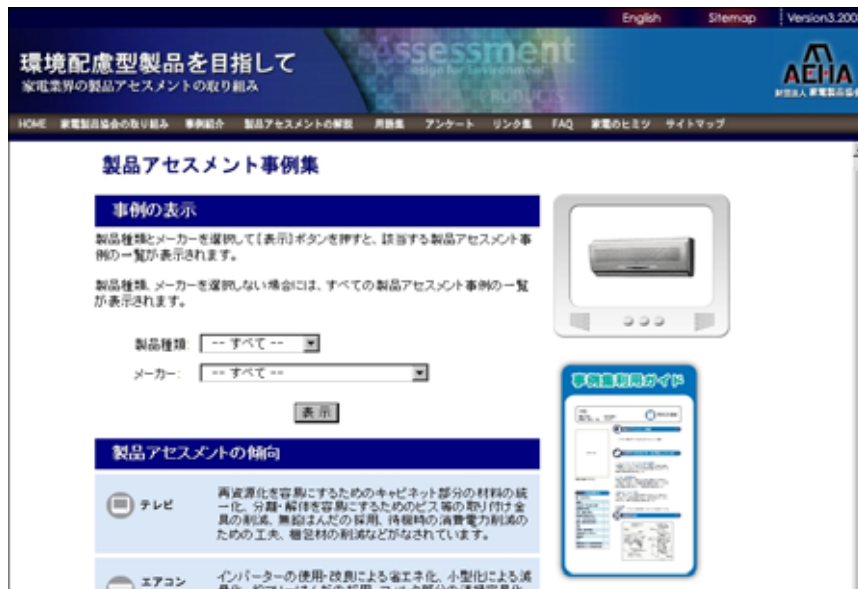 English Sitemap Version3.200
環境配慮型製品を目指して
家電業界の製品アセスメントの取り組み
Assessment
Design for Environment
PRODUCTS
AEHA
財団法人 家電製品協会
HOME 家電製品協会の取り組み 事例紹介 製品アセスメントの解説 用語集 アンケート リンク集 FAQ 家電のヒミツ サイトマップ
製品アセスメント事例集
事例の表示
製品種類とメーカーを選択して[表示]ボタンを押すと、該当する製品アセスメント事
例の一覧が表示されます。
製品種類、メーカーを選択しない場合には、すべての製品アセスメント事例の一覧
が表示されます。
製品種類: -- すべて --
メーカー: -- すべて --
表示
事例集利用ガイド
製品アセスメントの傾向
テレビ
再資源化を容易にするためのキャビネット部分の材料の統
一化、分離・解体を容易にするためのビス等の取り付け金
具の削減、無鉛はんだの採用、待機時の消費電力削減の
ための工夫、梱包材の削減などがなされています。
エアコン
インバーターの使用・改良による省エネ化、小型化による減